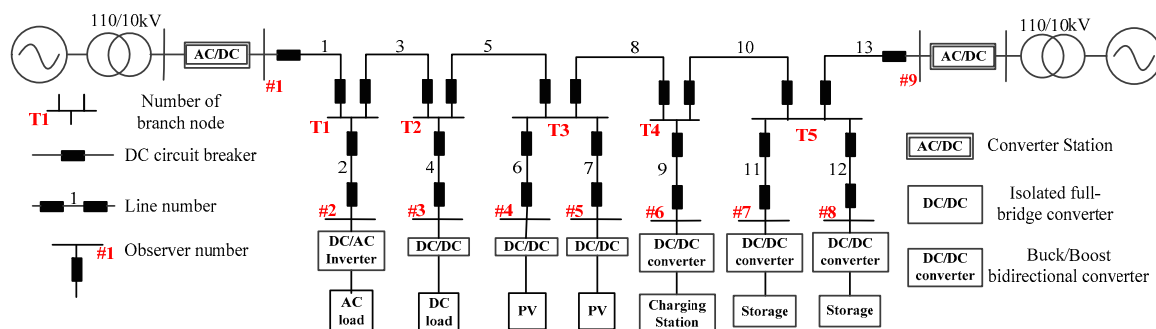 110/10kV
AC/DC
#1
1
3
5
8
10
13
#9
110/10kV
AC/DC
T1
Number of
branch node
DC circuit breaker
1
Line number
#1
Observer number
T1
T2
T3
T4
T5
2
4
6
7
9
11
12
#2
#3
#4
#5
#6
#7
#8
DC/AC
Inverter
DC/DC
DC/DC
DC/DC
DC/DC
converter
DC/DC
converter
DC/DC
converter
AC
load
DC
load
PV
PV
Charging
Station
Storage
Storage
AC/DC
Converter Station
DC/DC
Isolated full-
bridge converter
DC/DC
converter
Buck/Boost
bidirectional converter